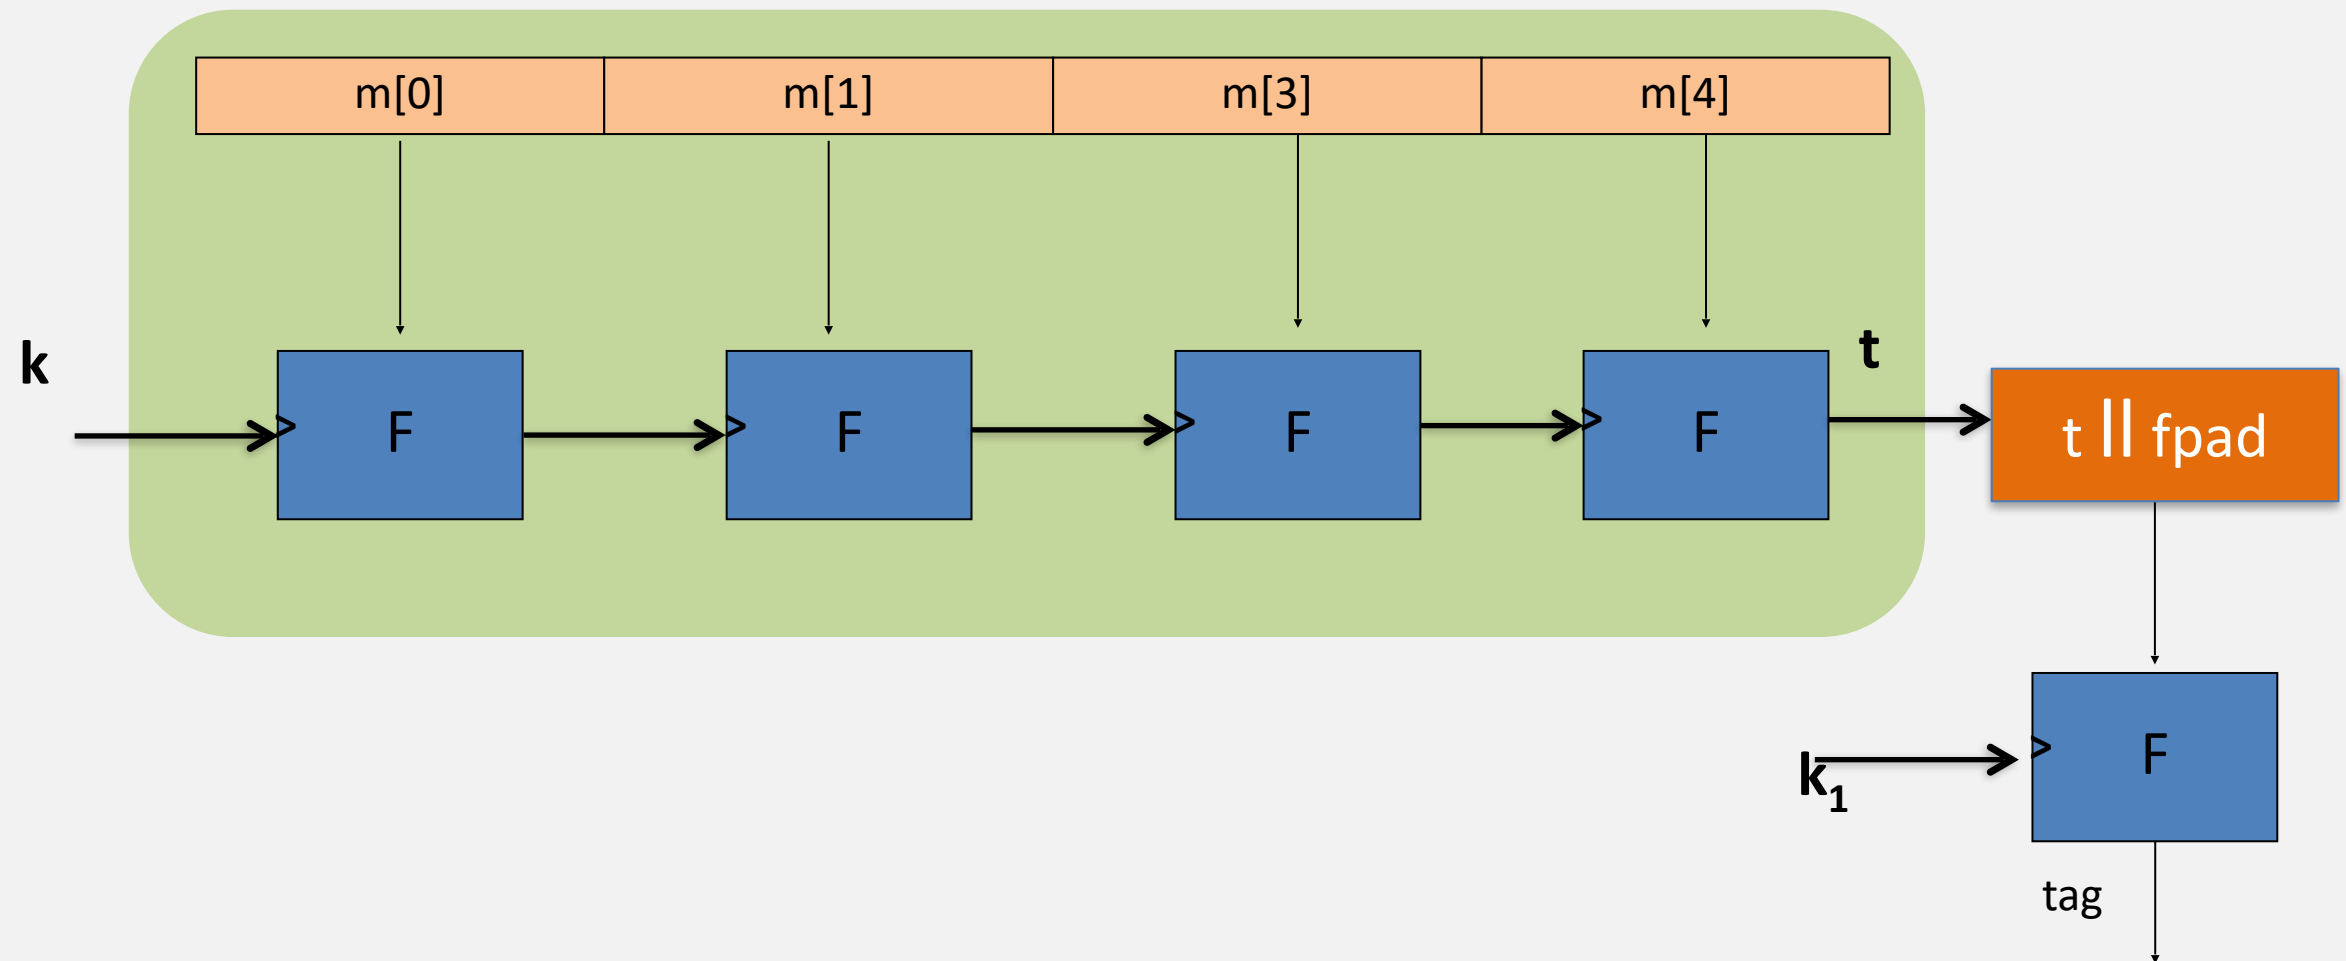 m[0] m[1] m[3] m[4]
k
t
F F F F
t || fpad
k₁
F
tag